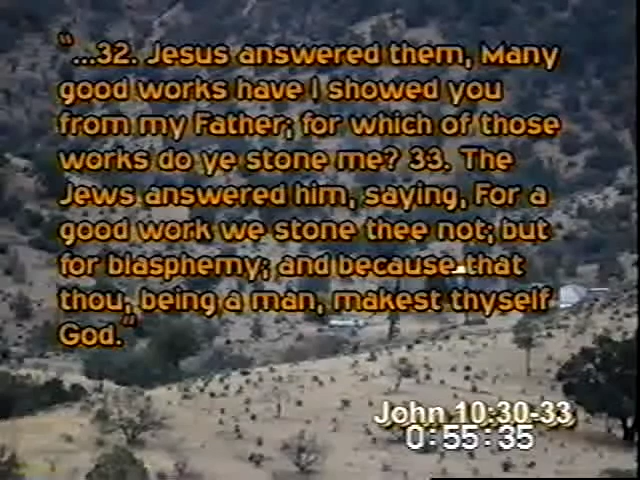 "...32. Jesus answered them, Many
good works have I showed you
from my Father; for which of those
works do ye stone me? 33. The
Jews answered him, saying, For a
good work we stone thee not; but
for blasphemy; and because that
thou, being a man, makest thyself
God."
John 10:30-33
0:55:35